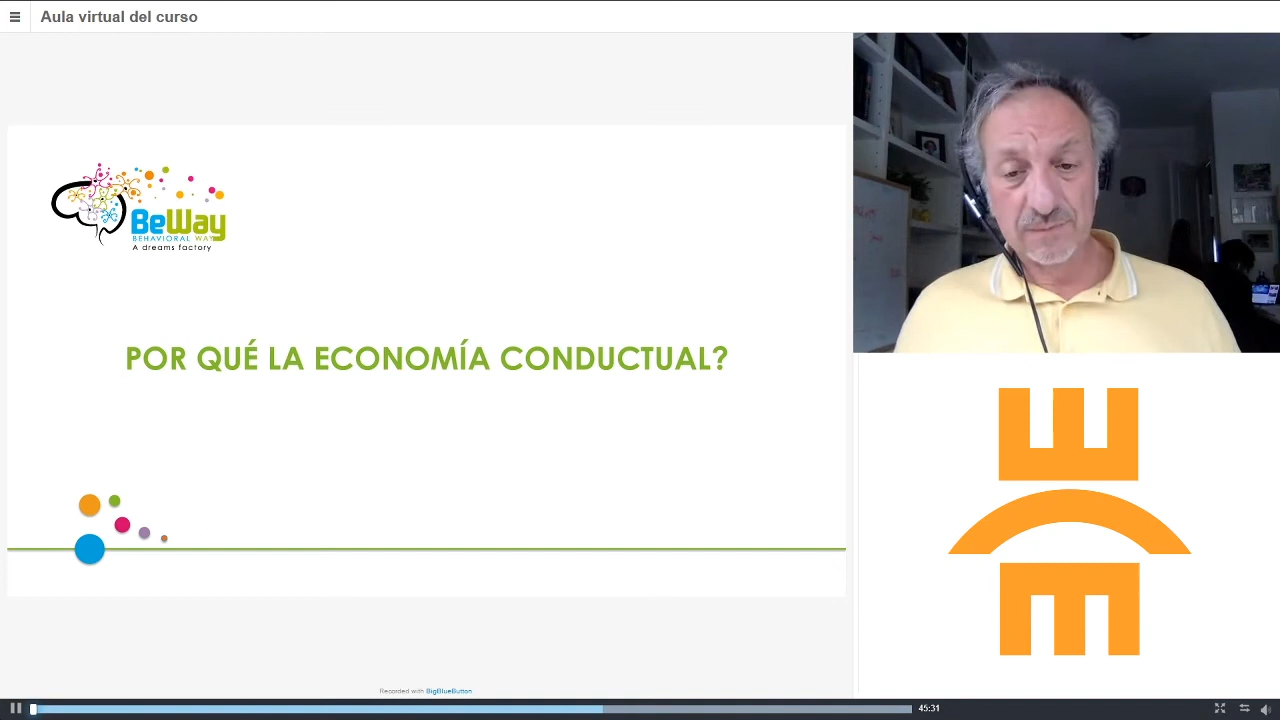 Aula virtual del curso
BeWay
BEHAVIORAL WAY
A dreams factory
POR QUÉ LA ECONOMÍA CONDUCTUAL?
Recorded with BigBlueButton
45:31